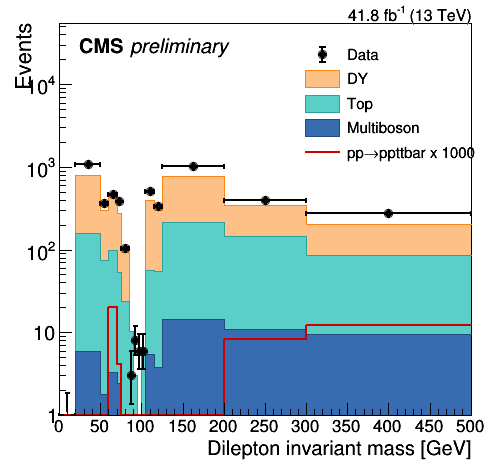 41.8 fb⁻¹ (13 TeV)
Events
CMS preliminary
Data
DY
Top
Multiboson
pp→ppttbar x 1000
10⁴
10³
10²
10
1
0 50 100 150 200 250 300 350 400 450 500
Dilepton invariant mass [GeV]